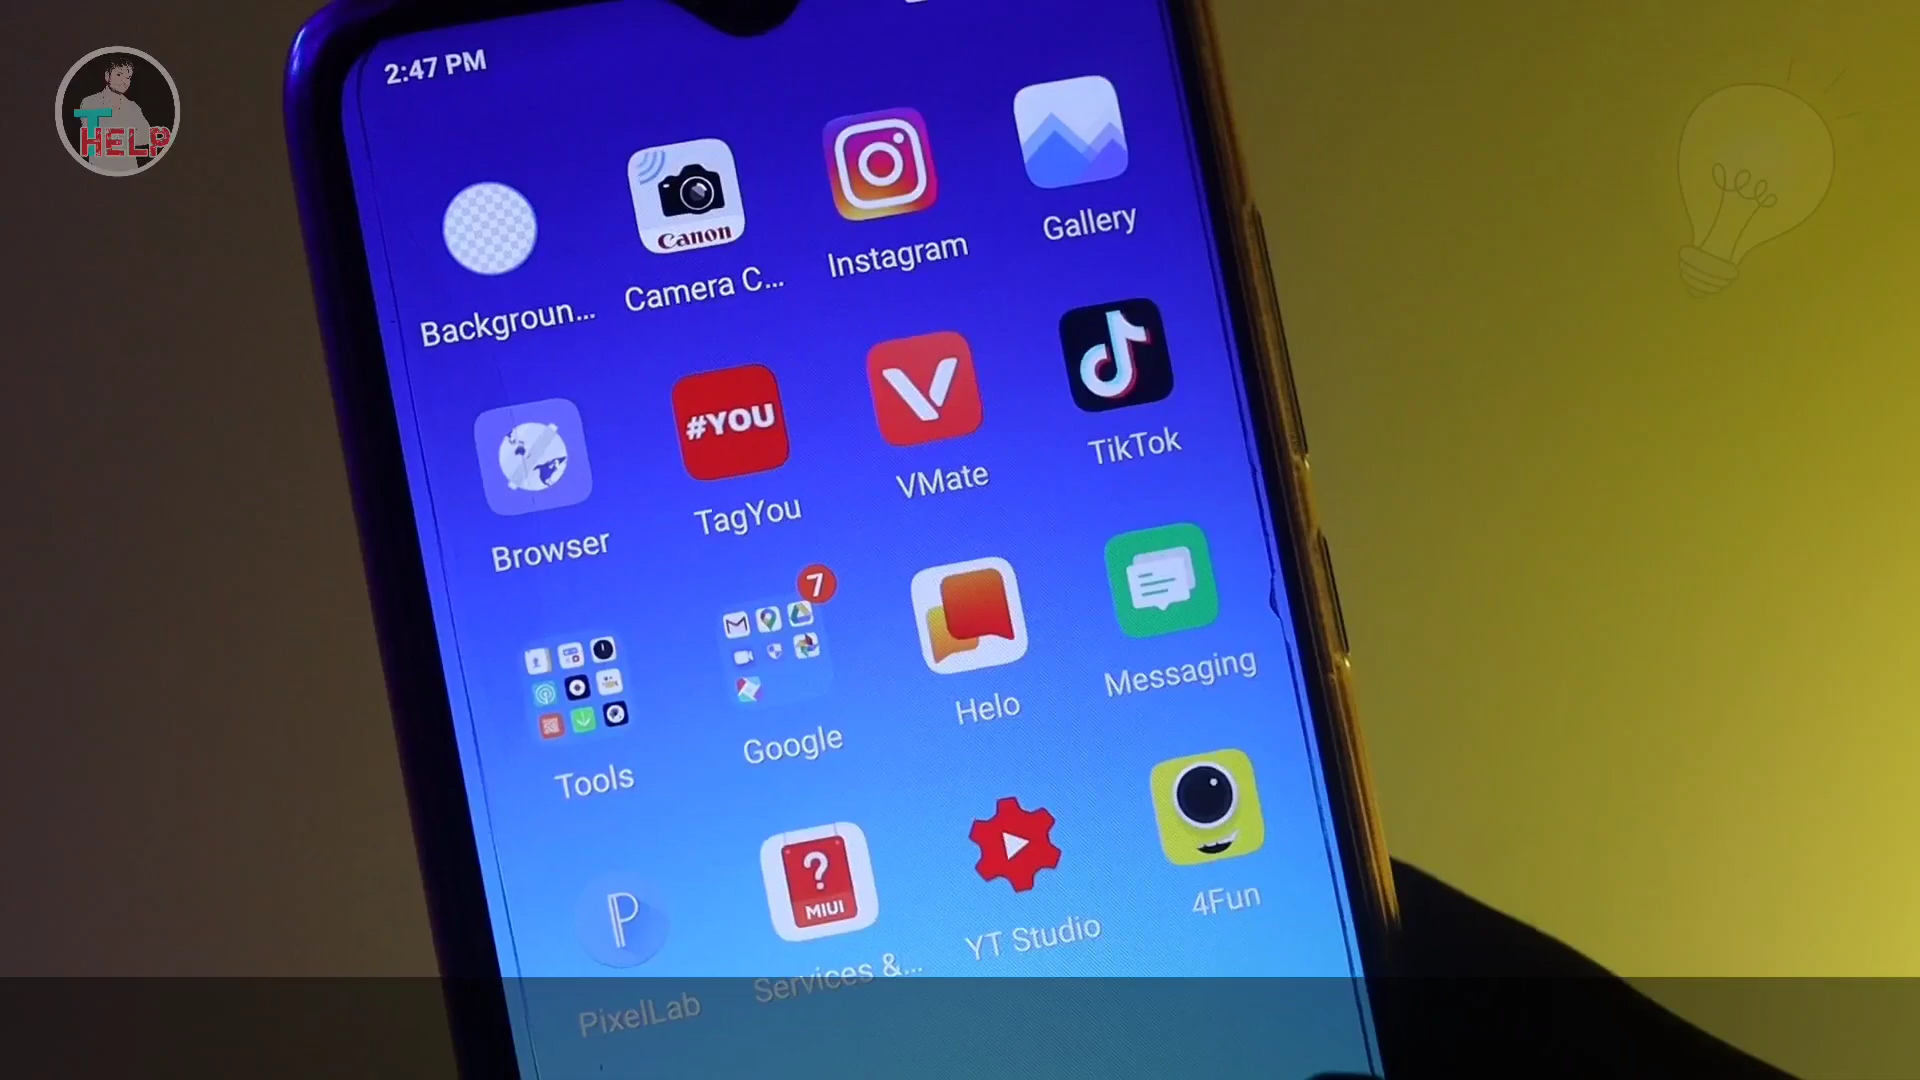 2:47 PM
T
HELP
Canon
Backgroun...
Camera C...
Instagram
Gallery
#YOU
Browser
TagYou
VMate
TikTok
7
Tools
Google
Helo
Messaging
?
MIUI
P
PixelLab
Services &...
YT Studio
4Fun